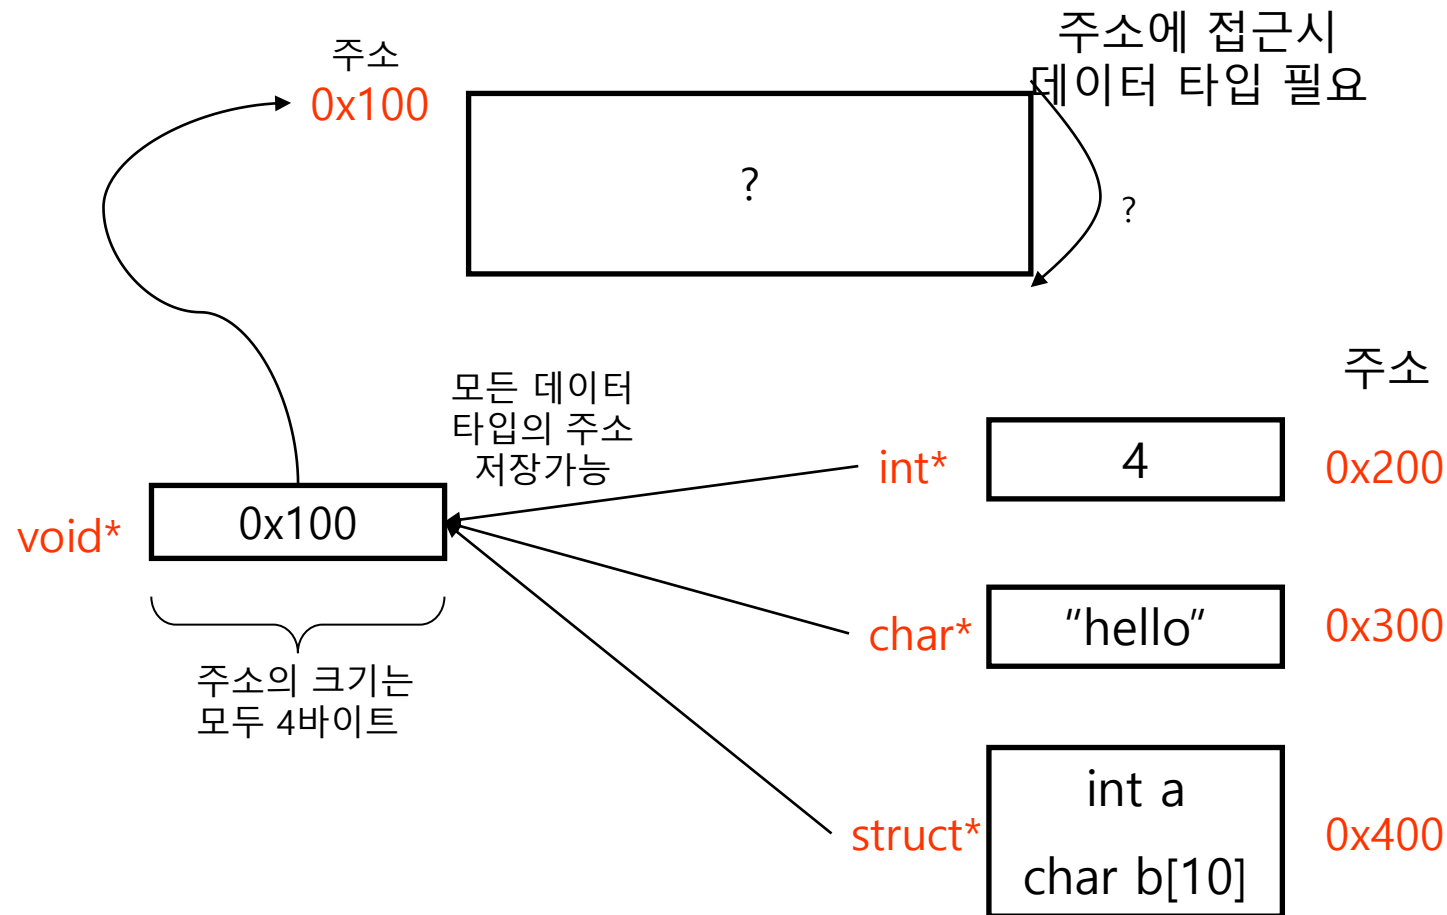 주소에 접근시
데이터 타입 필요
주소
0x100
?
?
주소
모든 데이터
타입의 주소
저장가능
int*
4
0x200
void*
0x100
char*
“hello”
0x300
주소의 크기는
모두 4바이트
struct*
int a
char b[10]
0x400